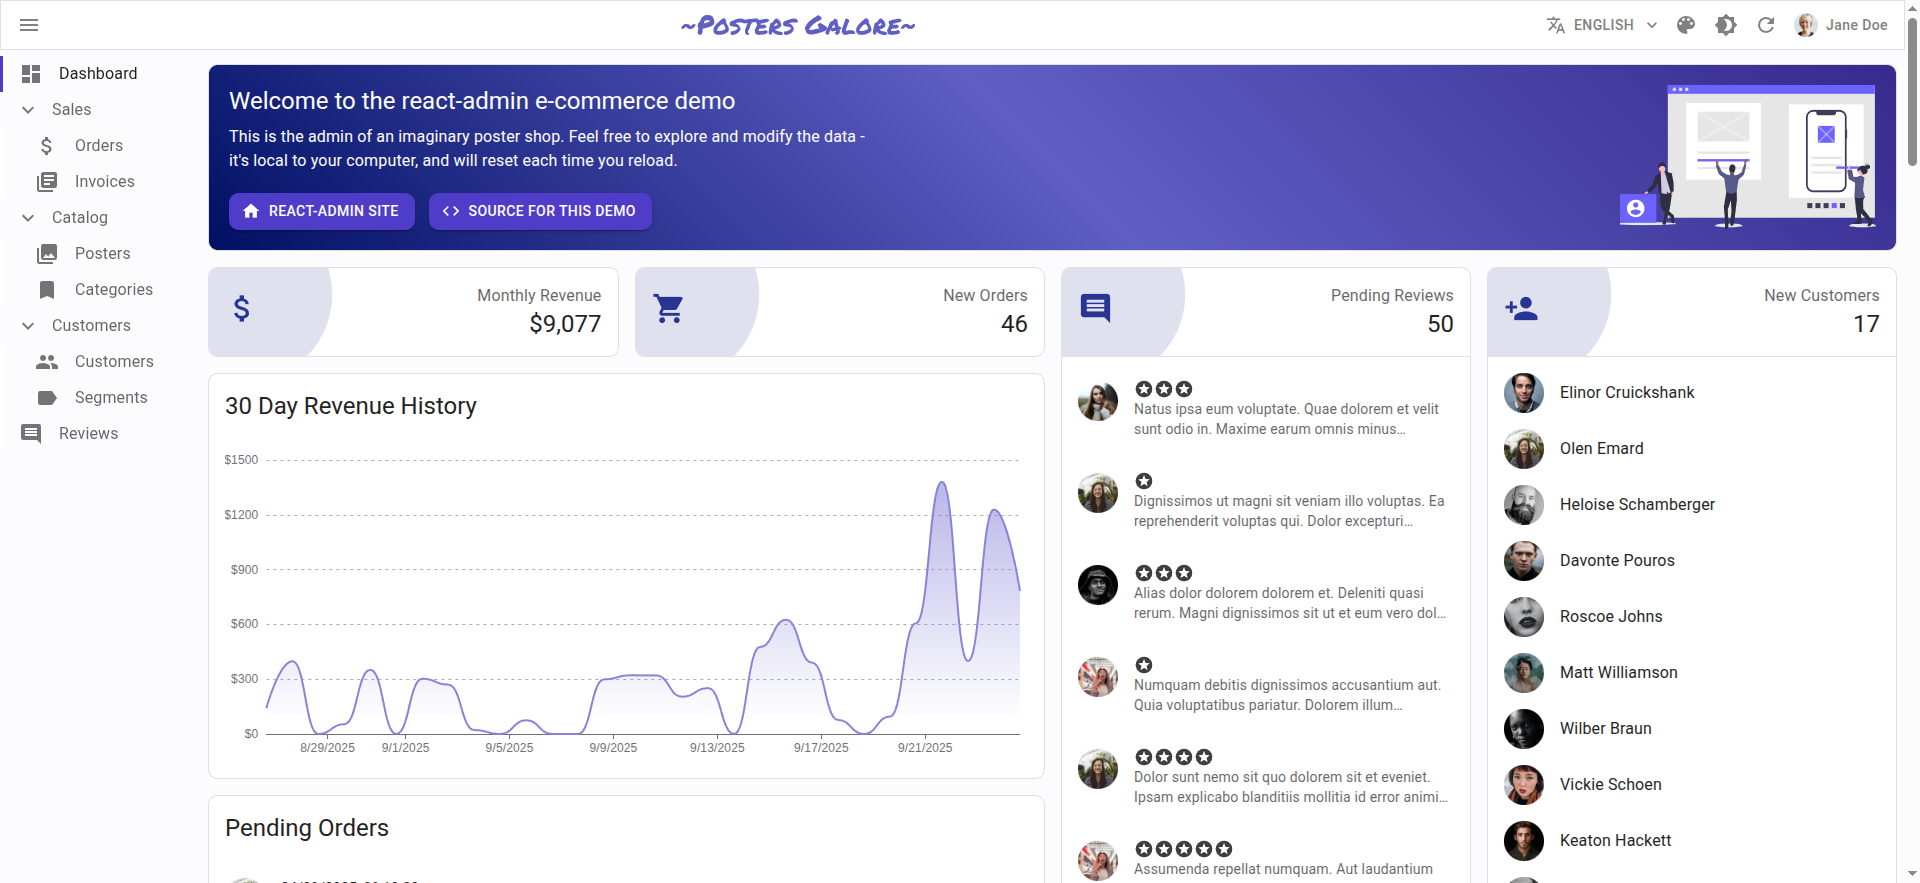 ~Posters Galore~
ENGLISH
Jane Doe
Dashboard
Sales
Orders
Invoices
Catalog
Posters
Categories
Customers
Customers
Segments
Reviews
Welcome to the react-admin e-commerce demo
This is the admin of an imaginary poster shop. Feel free to explore and modify the data -
it's local to your computer, and will reset each time you reload.
REACT-ADMIN SITE
SOURCE FOR THIS DEMO
Monthly Revenue
$9,077
New Orders
46
30 Day Revenue History
$1500
$1200
$900
$600
$300
$0
8/29/2025
9/1/2025
9/5/2025
9/9/2025
9/13/2025
9/17/2025
9/21/2025
Pending Orders
Pending Reviews
50
Natus ipsa eum voluptate. Quae dolorem et velit
sunt odio in. Maxime earum omnis minus…
Dignissimos ut magni sit veniam illo voluptas. Ea
reprehenderit voluptas qui. Dolor excepturi…
Alias dolor dolorem dolorem et. Deleniti quasi
rerum. Magni dignissimos sit ut et eum vero dol…
Numquam debitis dignissimos accusantium aut.
Quia voluptatibus pariatur. Dolorem illum…
Dolor sunt nemo sit quo dolorem sit et eveniet.
Ipsam explicabo blanditiis mollitia id error animi…
Assumenda repellat numquam. Aut laudantium
New Customers
17
Elinor Cruickshank
Olen Emard
Heloise Schamberger
Davonte Pouros
Roscoe Johns
Matt Williamson
Wilber Braun
Vickie Schoen
Keaton Hackett